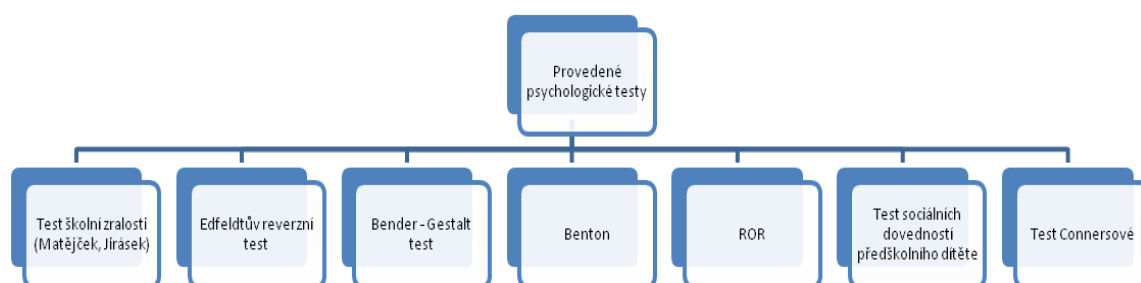 Provedené
psychologické testy
Test školní zralosti
(Matějček, Jirásek)
Edfeldtův reverzní
test
Bender - Gestalt
test
Benton
ROR
Test sociálních
dovedností
předškolního dítěte
Test Connersové